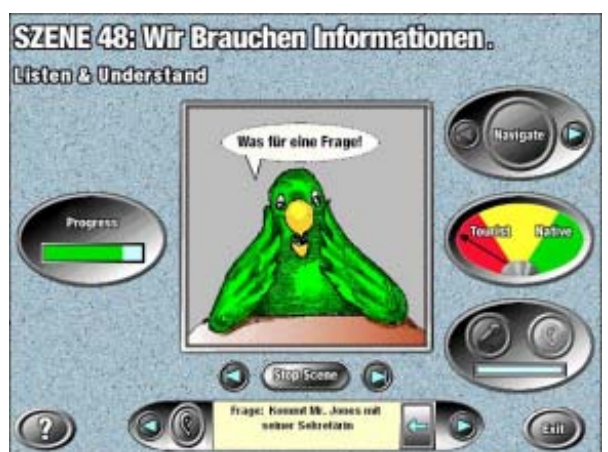 SZENE 48: Wir Brauchen Informationen.
Listen & Understand
Was für eine Frage!
Navigate
Progress
Tourist
Native
Stop Scene
Frage: Kommt Mr. Jones mit
seiner Sekretärin
?
Exit